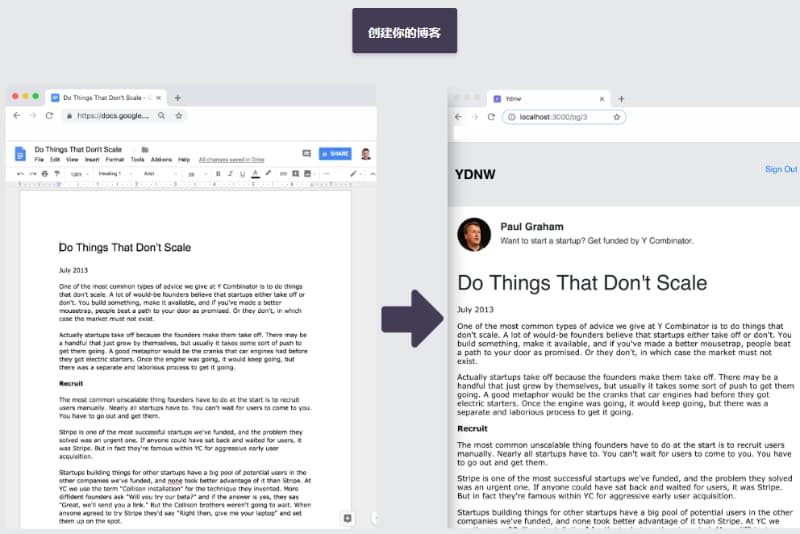 创建你的博客
Do Things That Don't Scale -
https://docs.google....
Do Things That Don't Scale
SHARE
File Edit View Insert Format Tools Add-ons Help All changes saved in Drive
100% Heading 1 Arial 20 B I U A
Do Things That Don't Scale
July 2013
One of the most common types of advice we give at Y Combinator is to do things
that don't scale. A lot of would-be founders believe that startups either take off or
don't. You build something, make it available, and if you've made a better
mousetrap, people beat a path to your door as promised. Or they don't, in which
case the market must not exist.
Actually startups take off because the founders make them take off. There may be
a handful that just grew by themselves, but usually it takes some sort of push to
get them going. A good metaphor would be the cranks that car engines had before
they got electric starters. Once the engine was going, it would keep going, but
there was a separate and laborious process to get it going.
Recruit
The most common unscalable thing founders have to do at the start is to recruit
users manually. Nearly all startups have to. You can't wait for users to come to you.
You have to go out and get them.
Stripe is one of the most successful startups we've funded, and the problem they
solved was an urgent one. If anyone could have sat back and waited for users, it
was Stripe. But in fact they're famous within YC for aggressive early user
acquisition.
Startups building things for other startups have a big pool of potential users in the
other companies we've funded, and none took better advantage of it than Stripe. At
YC we use the term "Collison installation" for the technique they invented. More
diffident founders ask "Will you try our beta?" and if the answer is yes, they say
"Great, we'll send you a link." But the Collison brothers weren't going to wait. When
anyone agreed to try Stripe they'd say "Right then, give me your laptop" and set
them up on the spot.
Ydnw
localhost:3000/pg/3
YDNW
Sign Out
Paul Graham
Want to start a startup? Get funded by Y Combinator.
Do Things That Don't Scale
July 2013
One of the most common types of advice we give at Y Combinator is to do things that
don't scale. A lot of would-be founders believe that startups either take off or don't. You
build something, make it available, and if you've made a better mousetrap, people beat
a path to your door as promised. Or they don't, in which case the market must not
exist.
Actually startups take off because the founders make them take off. There may be a
handful that just grew by themselves, but usually it takes some sort of push to get them
going. A good metaphor would be the cranks that car engines had before they got
electric starters. Once the engine was going, it would keep going, but there was a
separate and laborious process to get it going.
Recruit
The most common unscalable thing founders have to do at the start is to recruit users
manually. Nearly all startups have to. You can't wait for users to come to you. You have
to go out and get them.
Stripe is one of the most successful startups we've funded, and the problem they solved
was an urgent one. If anyone could have sat back and waited for users, it was Stripe.
But in fact they're famous within YC for aggressive early user acquisition.
Startups building things for other startups have a big pool of potential users in the other
companies we've funded, and none took better advantage of it than Stripe. At YC we